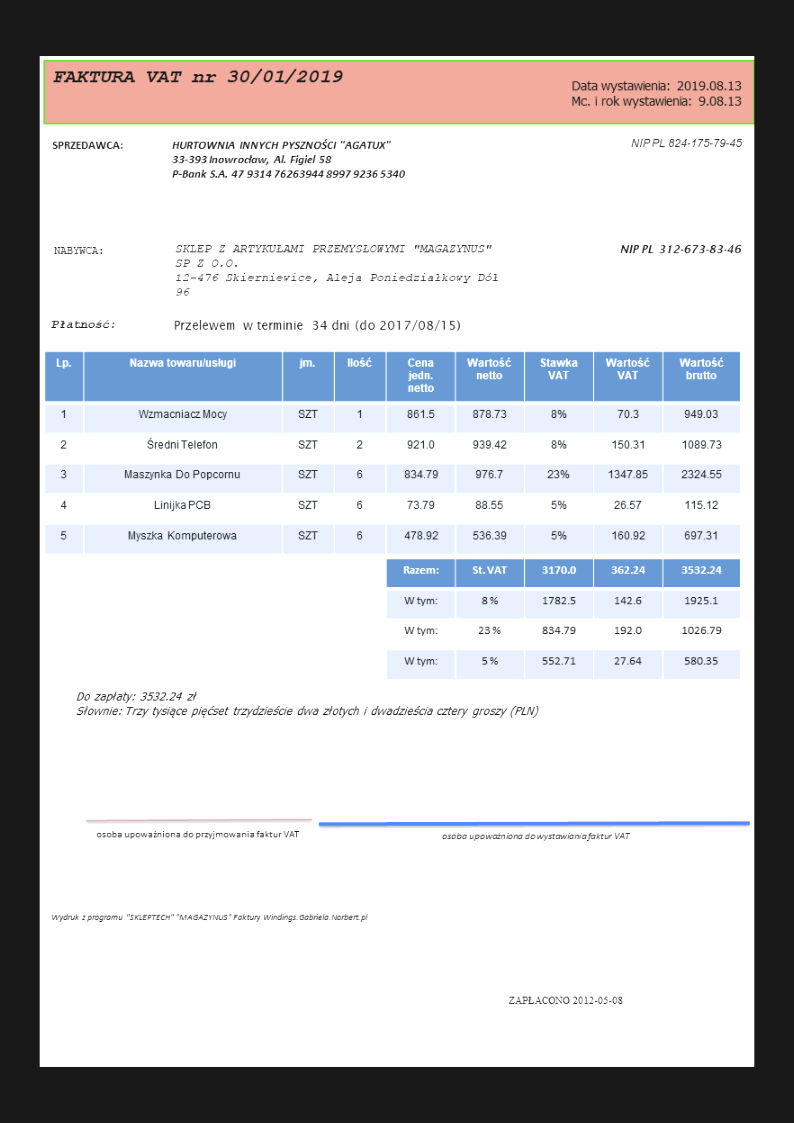 FAKTURA VAT nr 30/01/2019
Data wystawienia: 2019.08.13
Mc. i rok wystawienia: 9.08.13
SPRZEDAWCA: HURTOWNIA INNYCH PYSZNOŚCI "AGATUX" NIP PL 824-175-79-45
33-393 Inowrocław, Al. Figiel 58
P-Bank S.A. 47 9314 76263944 8997 9236 5340
NABYWCA: SKLEP Z ARTYKUŁAMI PRZEMYSŁOWYMI "MAGAZYNUS" NIP PL 312-673-83-46
SP Z O.O.
12-476 Skierniewice, Aleja Poniedziałkowy Dół
96
Płatność: Przelewem w terminie 34 dni (do 2017/08/15)
Lp. Nazwa towaru/usługi jm. Ilość Cena jedn. netto Wartość netto Stawka VAT Wartość VAT Wartość brutto
1 Wzmacniacz Mocy SZT 1 861.5 878.73 8% 70.3 949.03
2 Średni Telefon SZT 2 921.0 939.42 8% 150.31 1089.73
3 Maszynka Do Popcornu SZT 6 834.79 976.7 23% 1347.85 2324.55
4 Linijka PCB SZT 6 73.79 88.55 5% 26.57 115.12
5 Myszka Komputerowa SZT 6 478.92 536.39 5% 160.92 697.31
Razem: St. VAT 3170.0 362.24 3532.24
W tym: 8 % 1782.5 142.6 1925.1
W tym: 23 % 834.79 192.0 1026.79
W tym: 5 % 552.71 27.64 580.35
Do zapłaty: 3532.24 zł
Słownie: Trzy tysiące pięćset trzydzieście dwa złotych i dwadzieścia cztery groszy (PLN)
osoba upoważniona do przyjmowania faktur VAT
osoba upoważniona do wystawiania faktur VAT
Wydruk z programu "SKLEPTECH" "MAGAZYNUS" Faktury Windings.Gabriela.Norbert.pl
ZAPŁACONO 2012-05-08